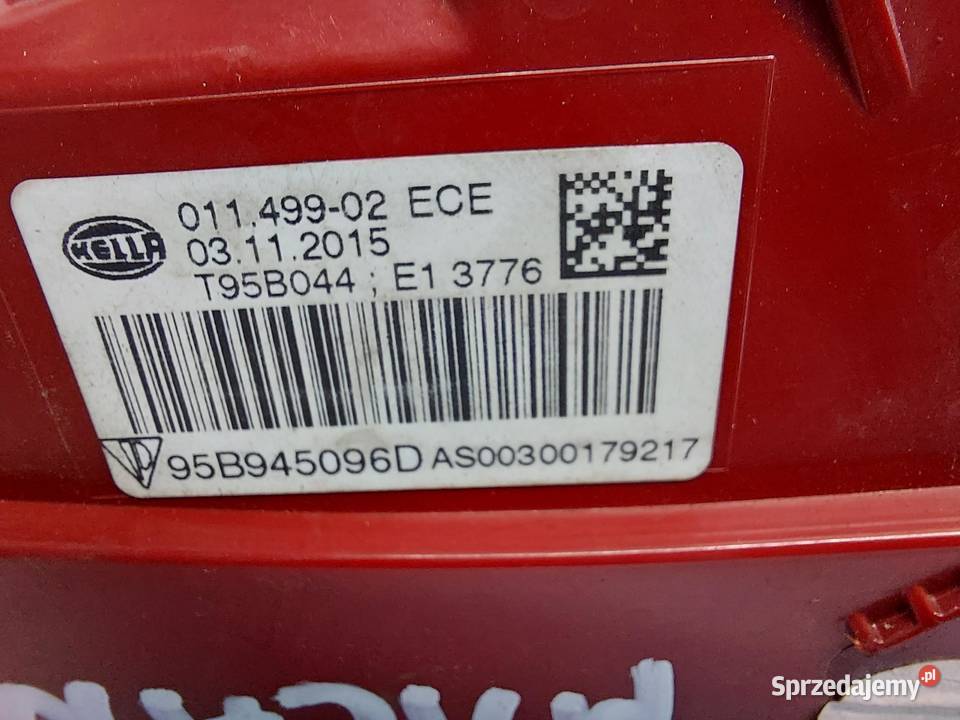 HELLA
011.499-02 ECE
03.11.2015
T95B044 ; E1 3776
95B945096D AS00300179217
Sprzedajemy.pl